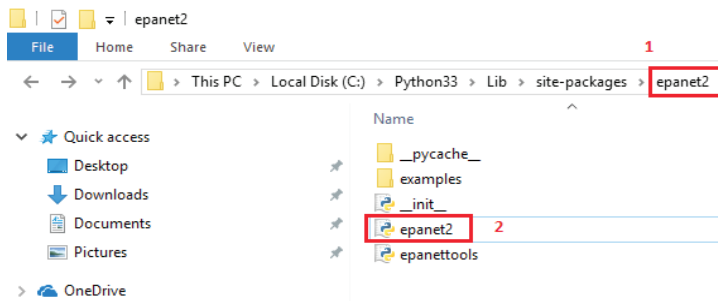 epanet2
File Home Share View
1
This PC > Local Disk (C:) > Python33 > Lib > site-packages > epanet2
Name
Quick access
__pycache__
Desktop
examples
Downloads
__init__
Documents
epanet2 2
Pictures
epanettools
OneDrive